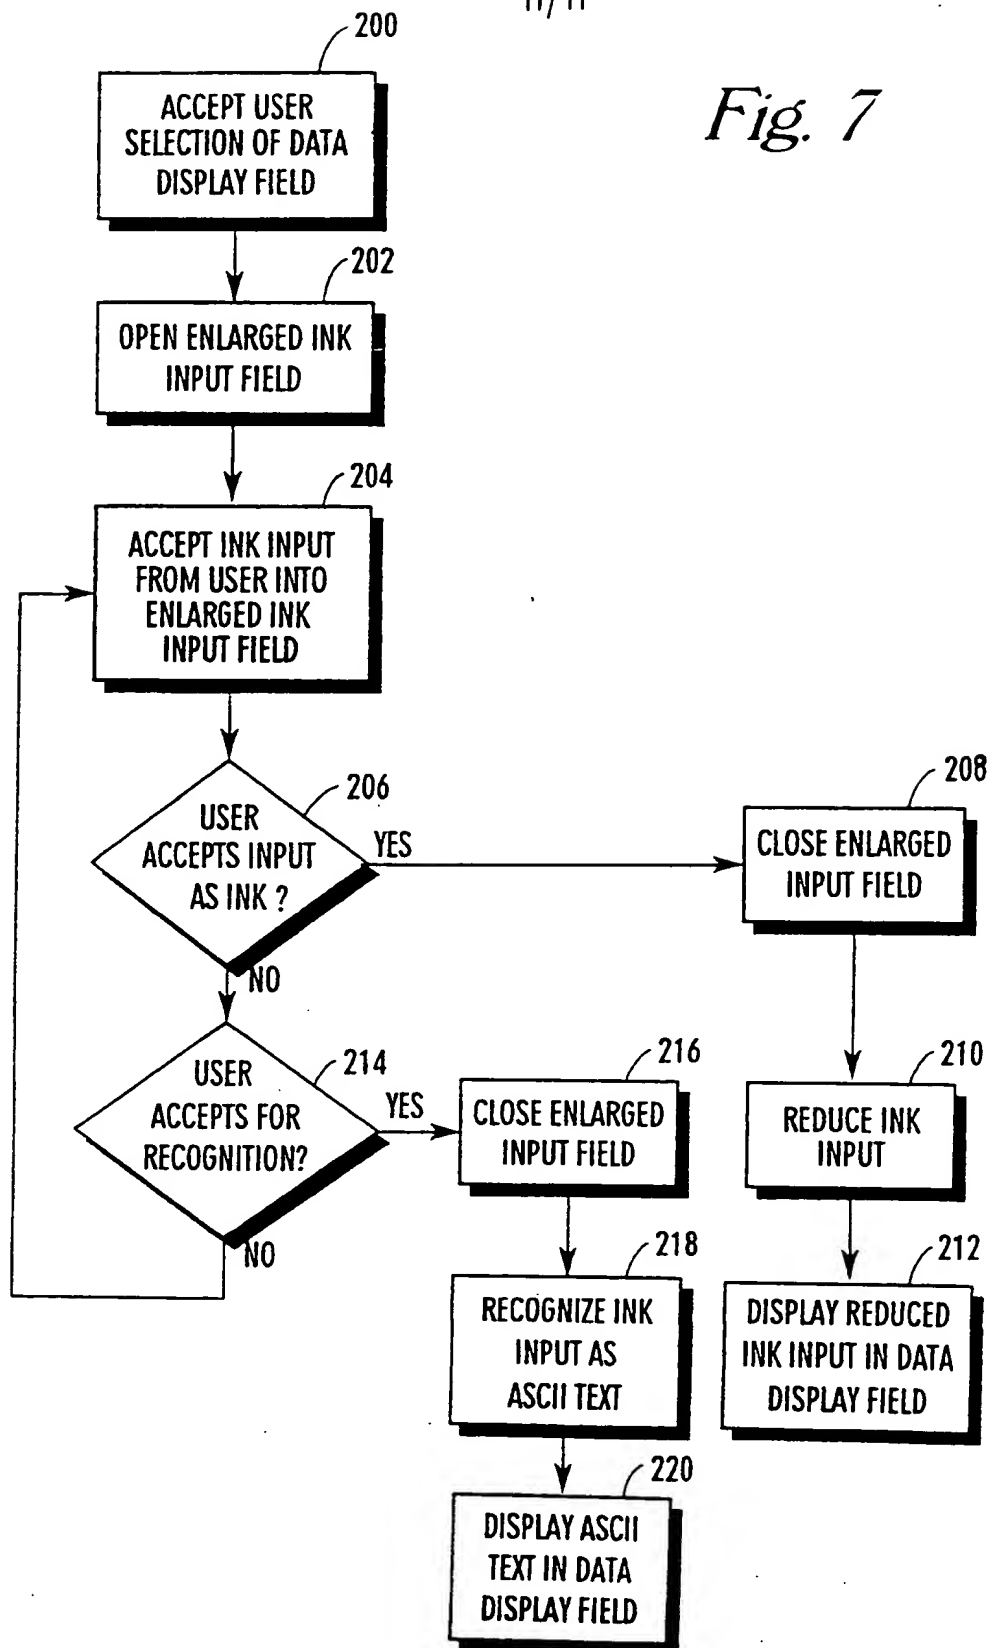 11/11
Fig. 7
200
ACCEPT USER
SELECTION OF DATA
DISPLAY FIELD
202
OPEN ENLARGED INK
INPUT FIELD
204
ACCEPT INK INPUT
FROM USER INTO
ENLARGED INK
INPUT FIELD
206
USER
ACCEPTS INPUT
AS INK ?
YES
NO
208
CLOSE ENLARGED
INPUT FIELD
210
REDUCE INK
INPUT
212
DISPLAY REDUCED
INK INPUT IN DATA
DISPLAY FIELD
214
USER
ACCEPTS FOR
RECOGNITION?
YES
NO
216
CLOSE ENLARGED
INPUT FIELD
218
RECOGNIZE INK
INPUT AS
ASCII TEXT
220
DISPLAY ASCII
TEXT IN DATA
DISPLAY FIELD